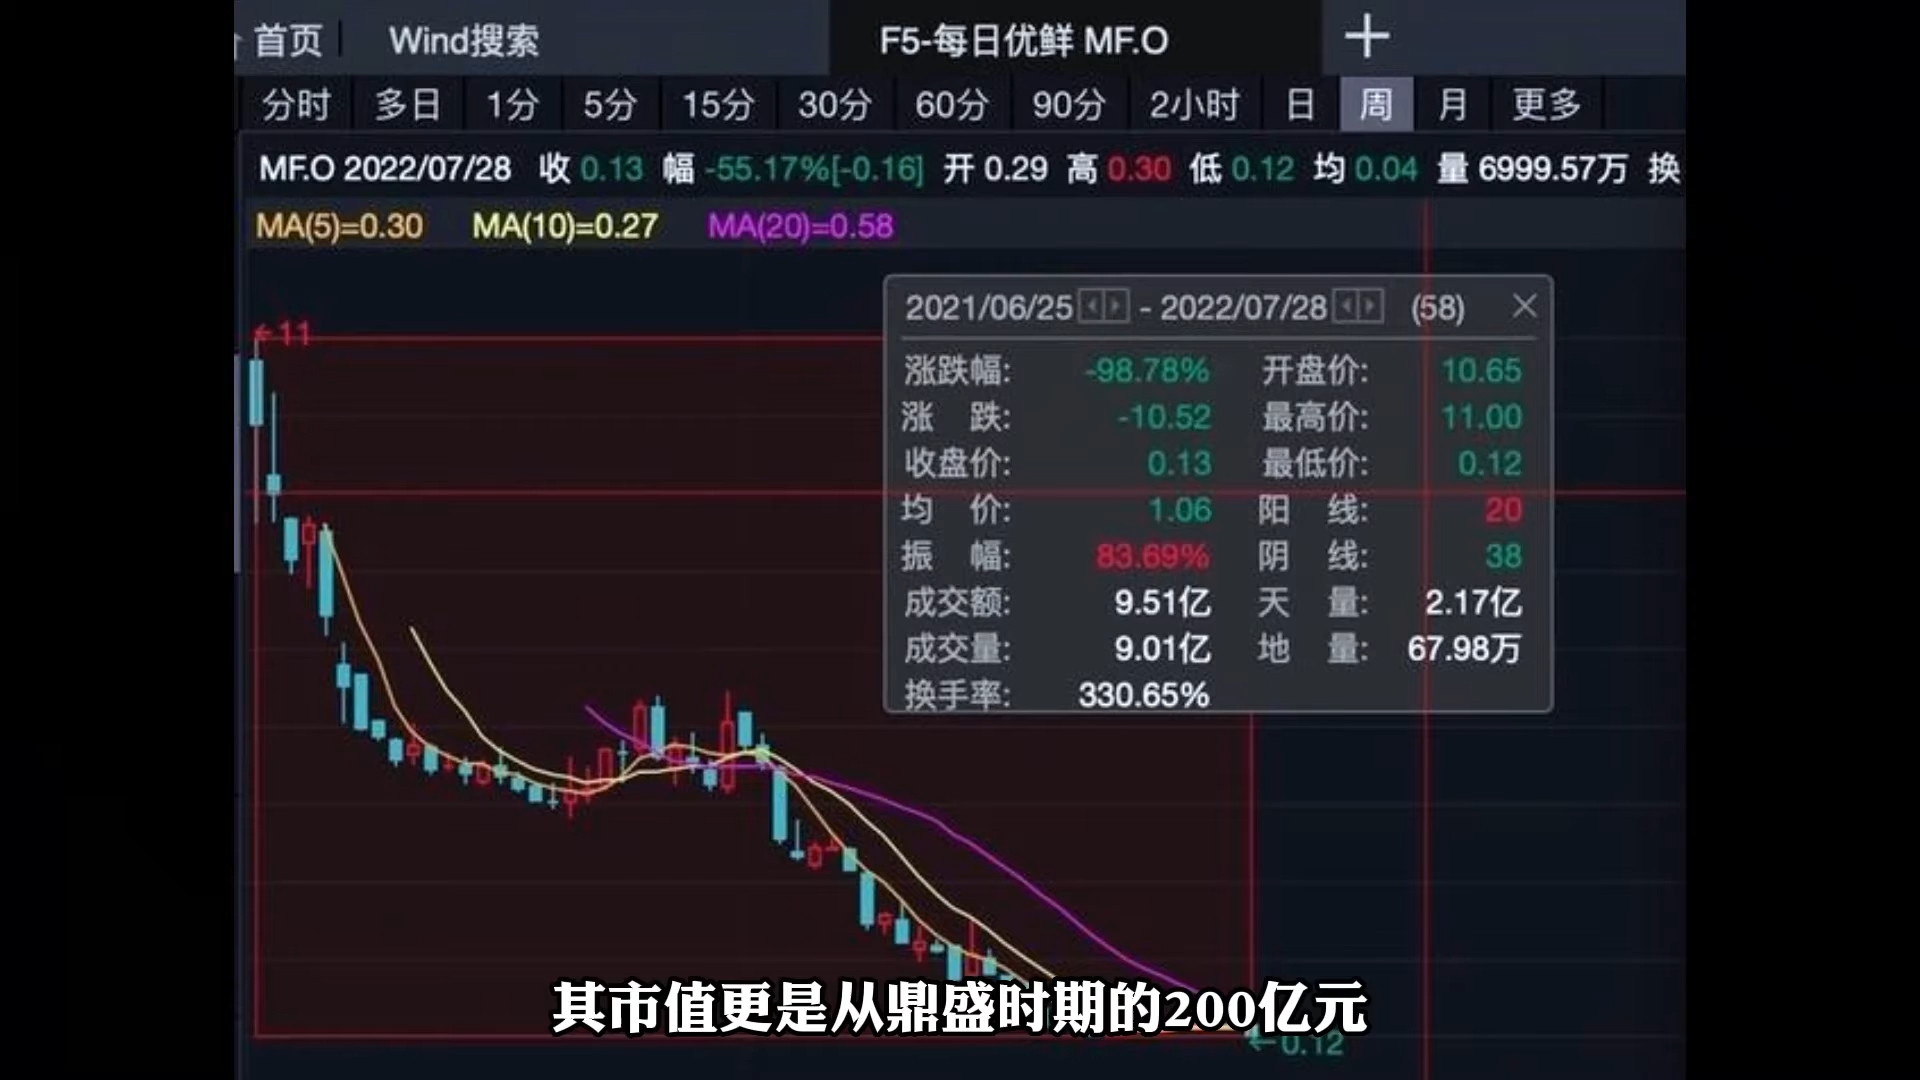 首页 Wind搜索 F5-每日优鲜 MF.O +
分时 多日 1分 5分 15分 30分 60分 90分 2小时 日 周 月 更多
MF.O 2022/07/28 收 0.13 幅 -55.17%[-0.16] 开 0.29 高 0.30 低 0.12 均 0.04 量 6999.57万 换
MA(5)=0.30 MA(10)=0.27 MA(20)=0.58
2021/06/25 - 2022/07/28 (58) ×
←11
涨跌幅: -98.78% 开盘价: 10.65
涨 跌: -10.52 最高价: 11.00
收盘价: 0.13 最低价: 0.12
均 价: 1.06 阳 线: 20
振 幅: 83.69% 阴 线: 38
成交额: 9.51亿 天 量: 2.17亿
成交量: 9.01亿 地 量: 67.98万
换手率: 330.65%
其市值更是从鼎盛时期的200亿元
←0.12